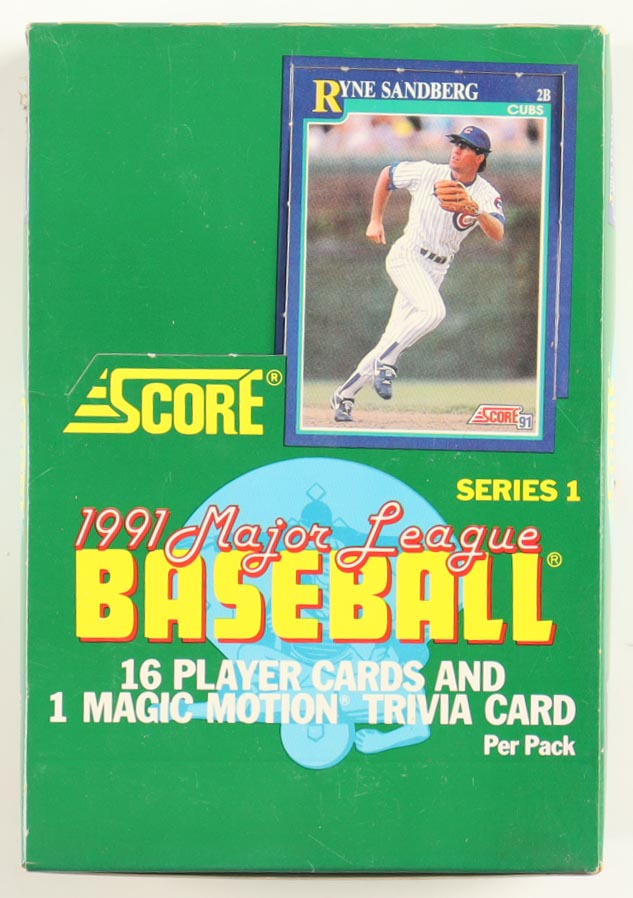 RYNE SANDBERG 2B
CUBS
C
SCORE 91
SCORE®
SERIES 1
1991 Major League
BASEBALL®
16 PLAYER CARDS AND
1 MAGIC MOTION® TRIVIA CARD
Per Pack